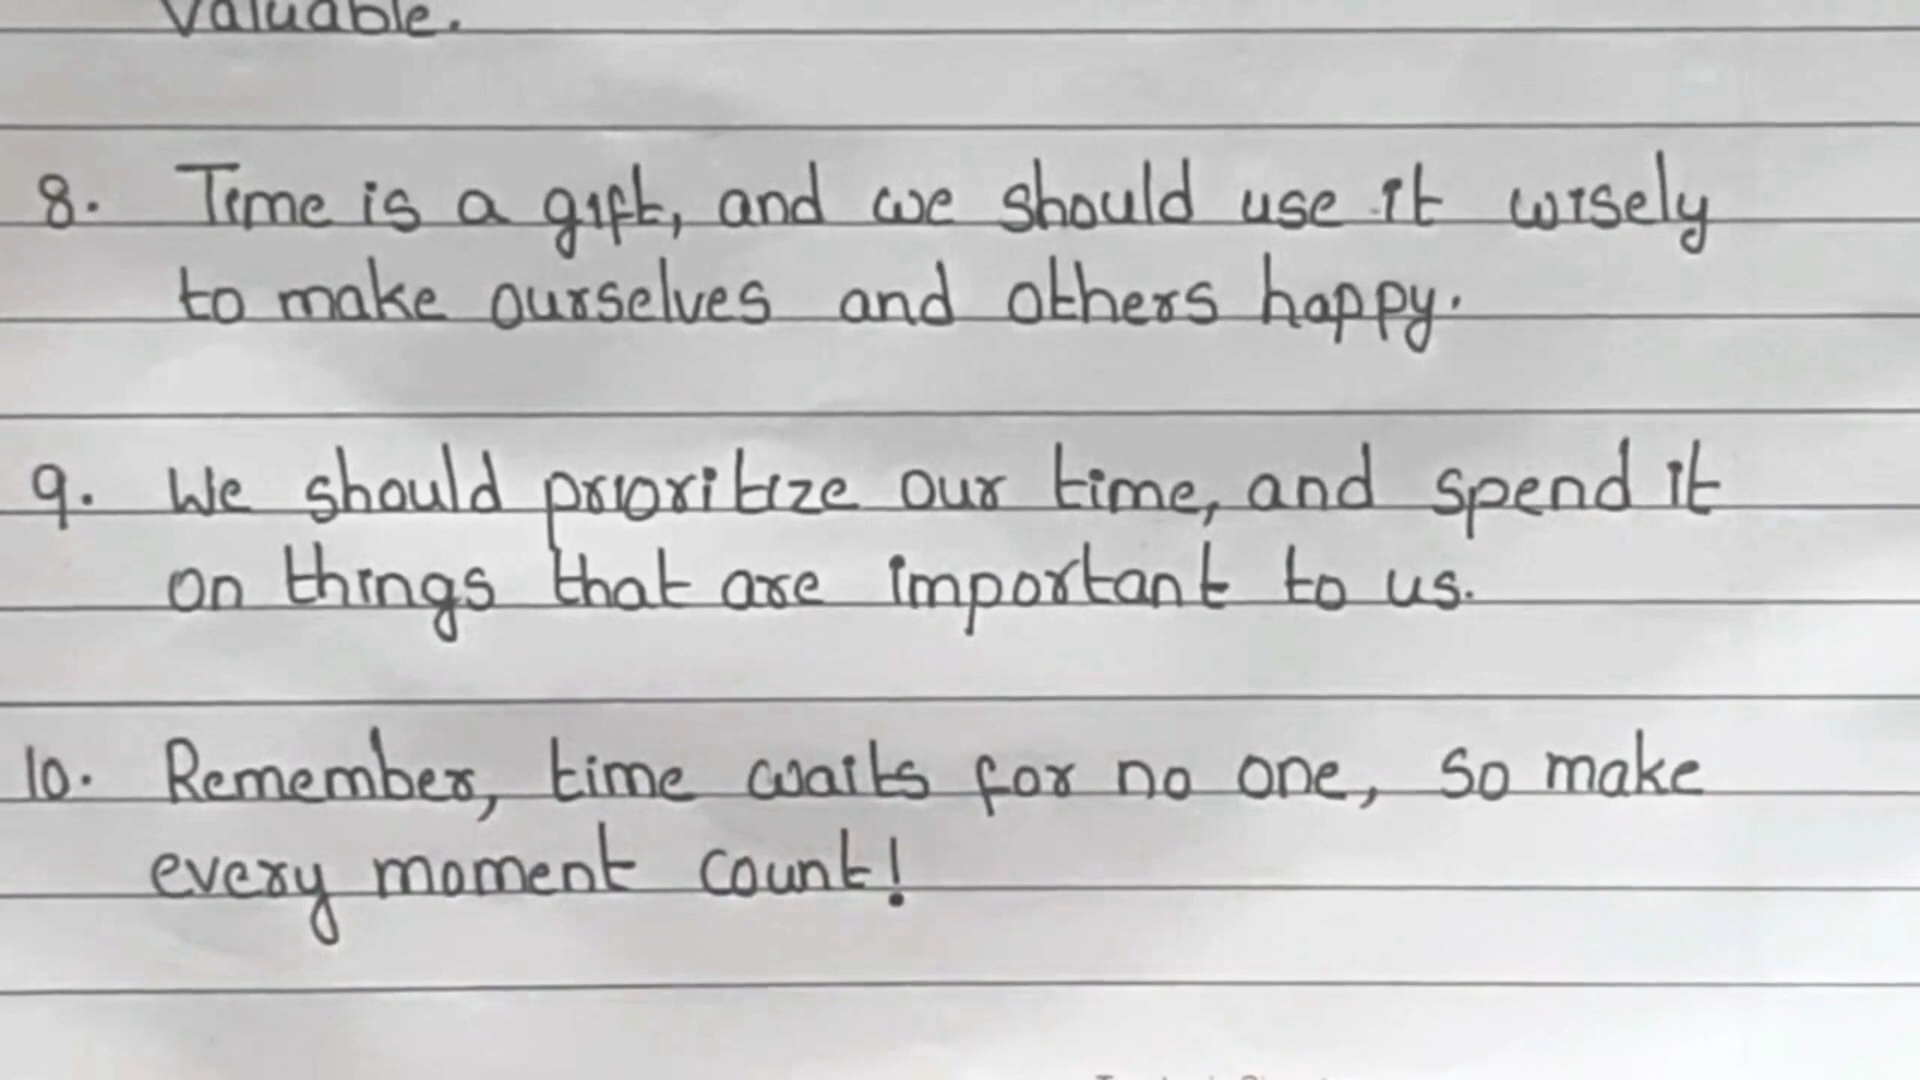 valuable.
8. Time is a gift, and we should use it wisely
to make ourselves and others happy.
9. We should prioritize our time, and spend it
on things that are important to us.
10. Remember, time waits for no one, so make
every moment count!